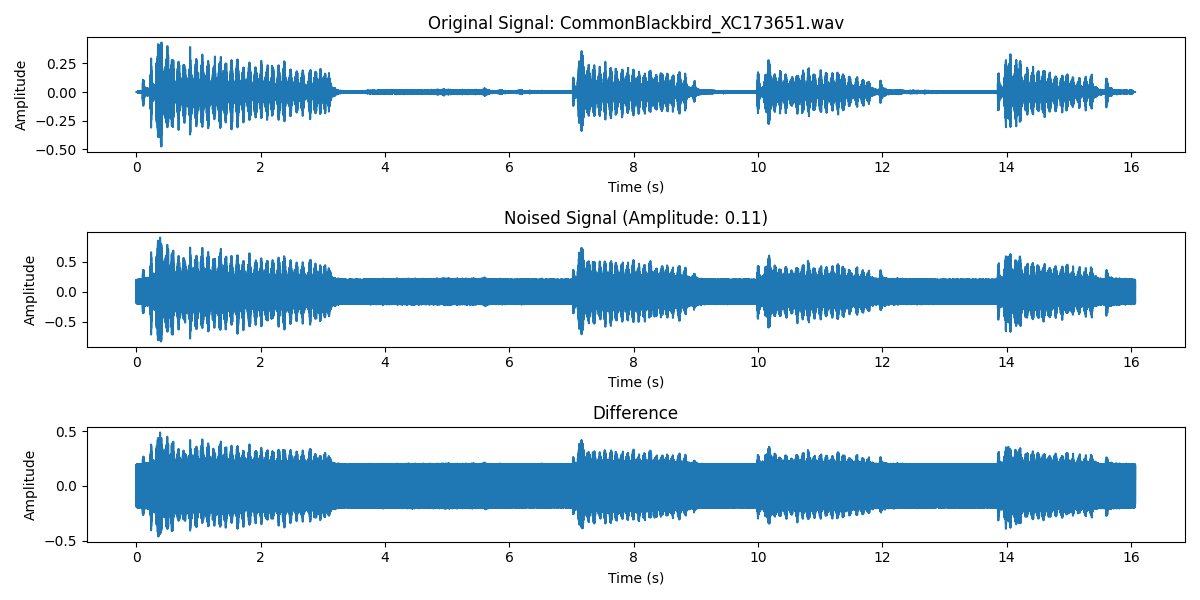 Original Signal: CommonBlackbird_XC173651.wav
Amplitude
0.25
0.00
−0.25
−0.50
0 2 4 6 8 10 12 14 16
Time (s)
Noised Signal (Amplitude: 0.11)
Amplitude
0.5
0.0
−0.5
0 2 4 6 8 10 12 14 16
Time (s)
Difference
Amplitude
0.5
0.0
−0.5
0 2 4 6 8 10 12 14 16
Time (s)